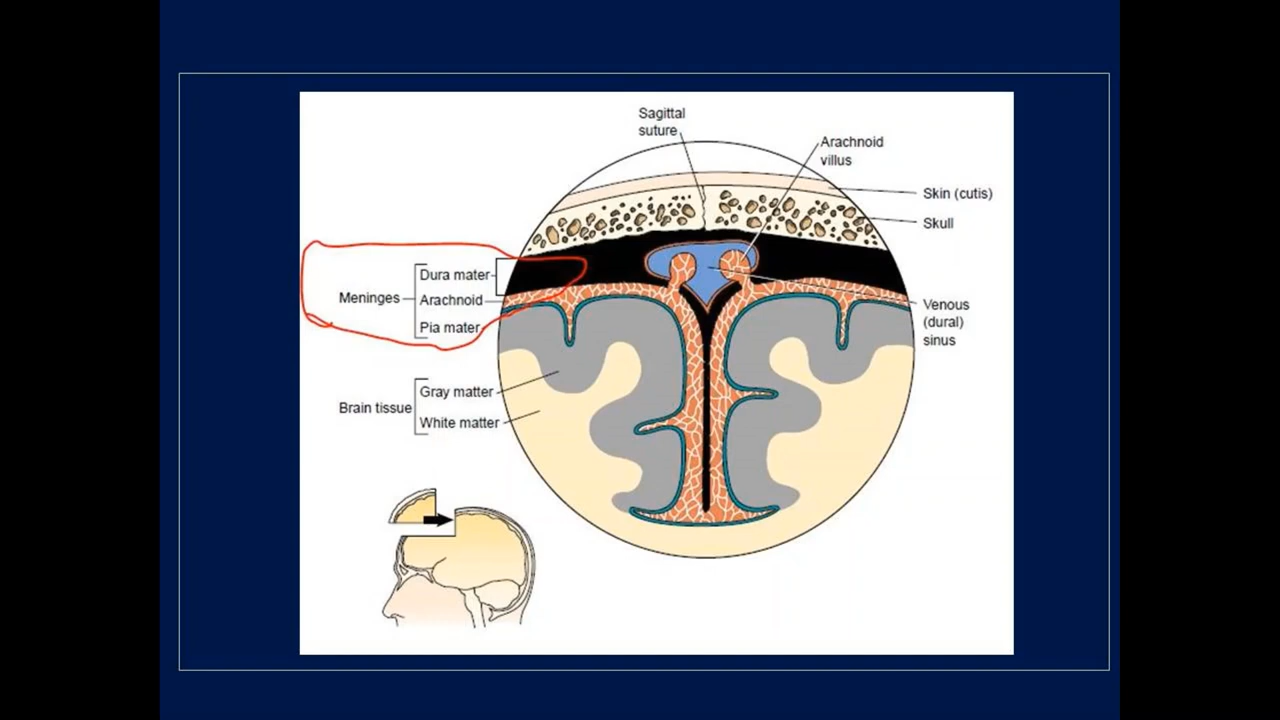 Sagittal
suture
Arachnoid
villus
Skin (cutis)
Skull
Dura mater
Meninges
Arachnoid
Pia mater
Venous
(dural)
sinus
Gray matter
Brain tissue
White matter